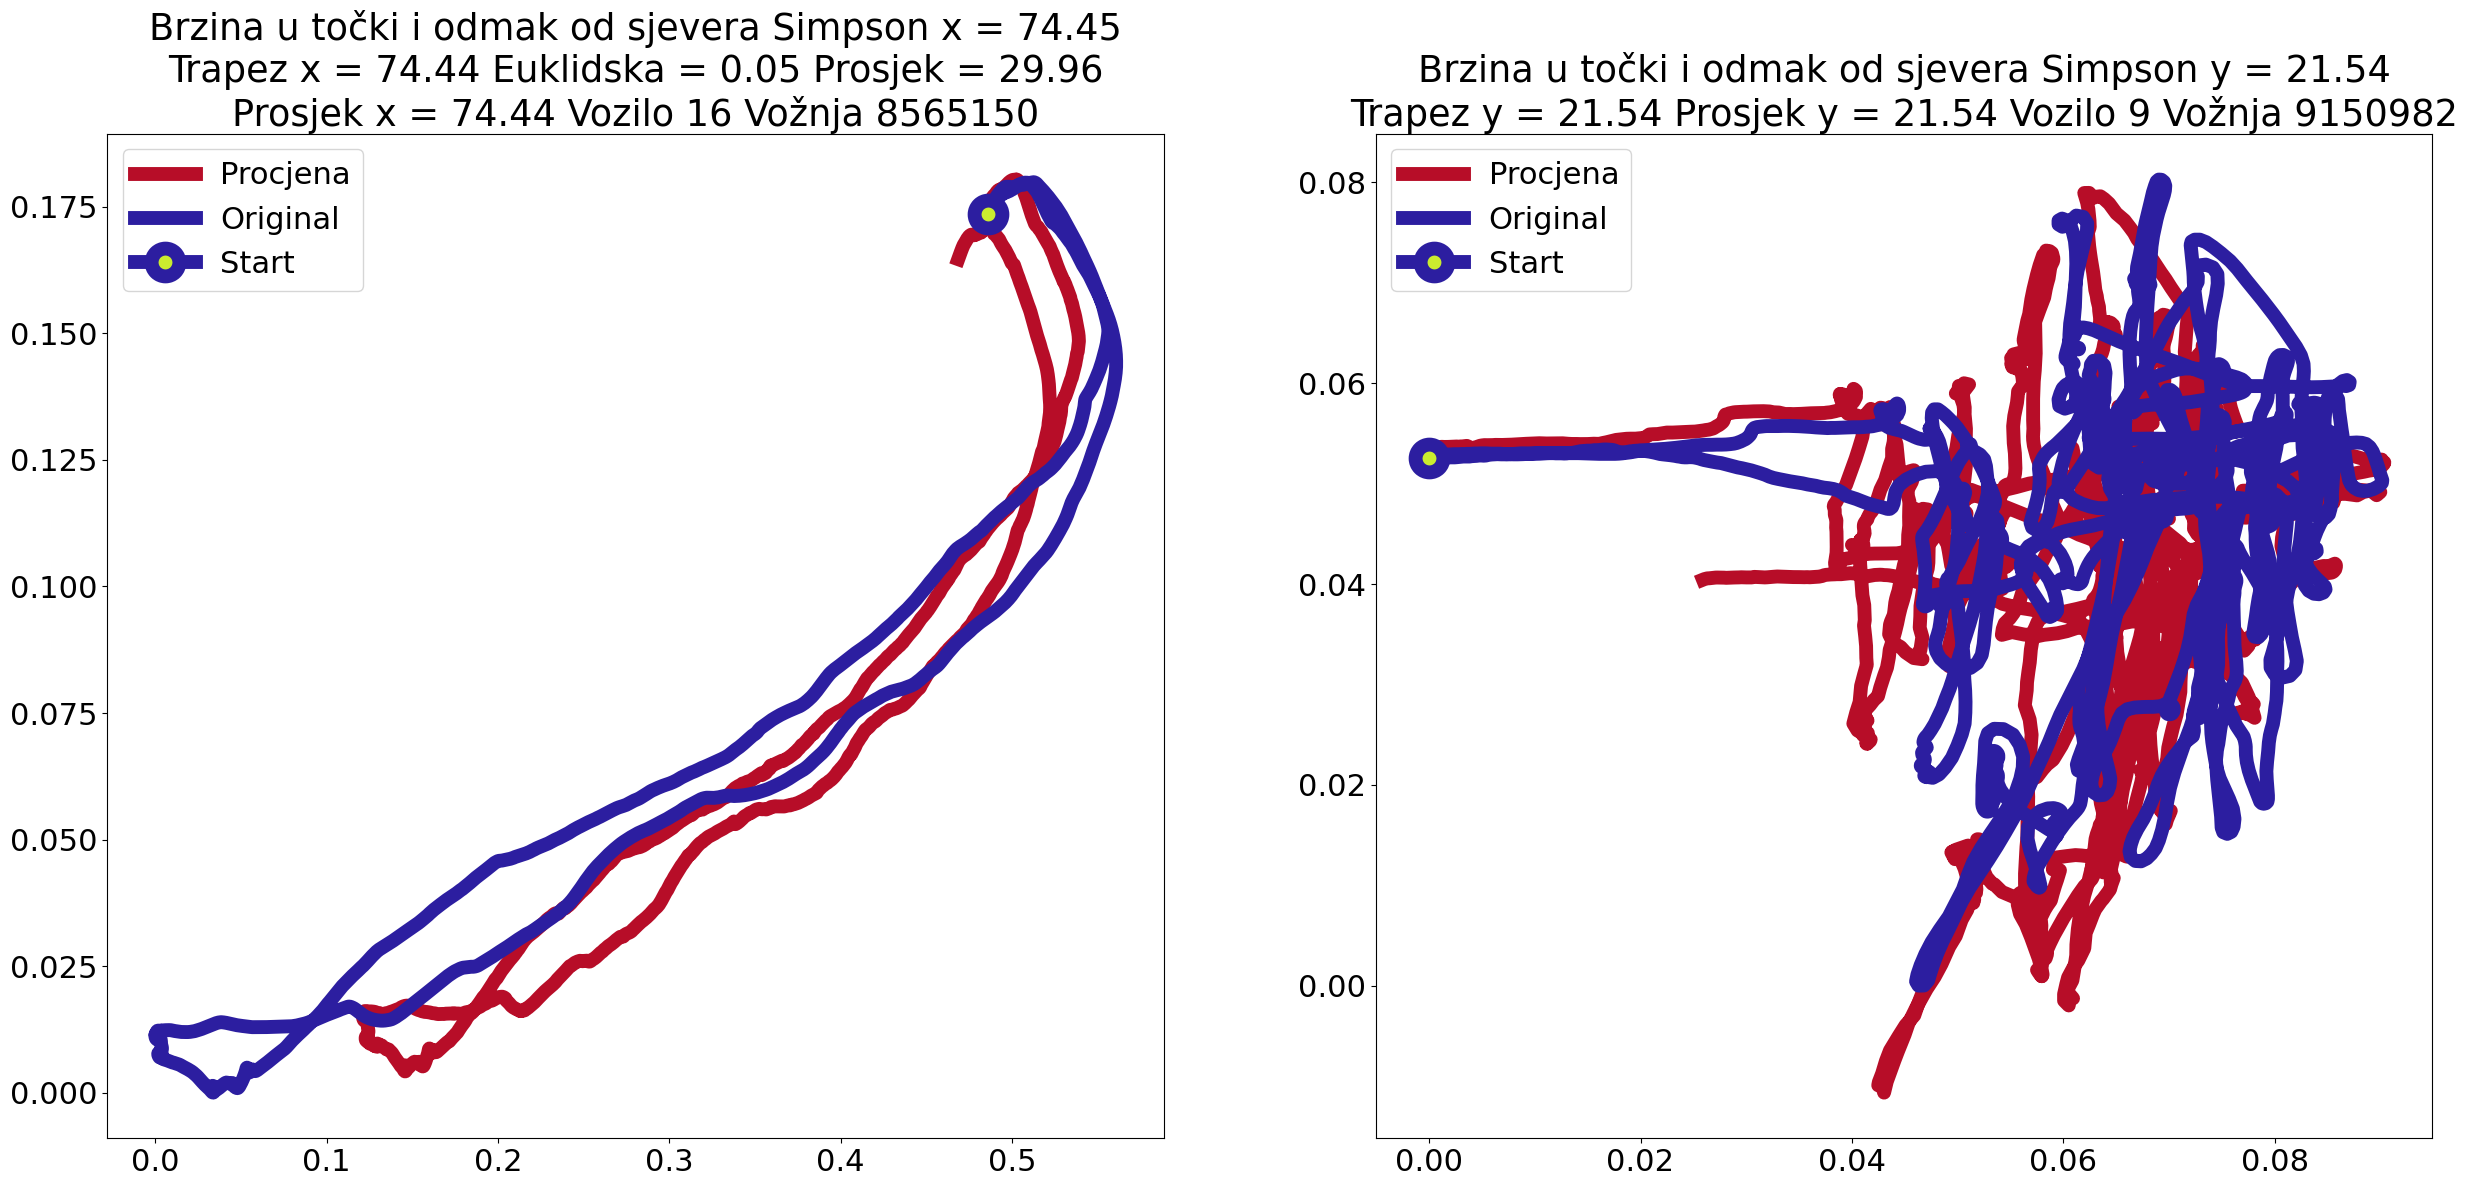 Brzina u točki i odmak od sjevera Simpson x = 74.45
Trapez x = 74.44 Euklidska = 0.05 Prosjek = 29.96
Prosjek x = 74.44 Vozilo 16 Vožnja 8565150
Procjena
Original
Start
0.175
0.150
0.125
0.100
0.075
0.050
0.025
0.000
0.0 0.1 0.2 0.3 0.4 0.5
Brzina u točki i odmak od sjevera Simpson y = 21.54
Trapez y = 21.54 Prosjek y = 21.54 Vozilo 9 Vožnja 9150982
Procjena
Original
Start
0.08
0.06
0.04
0.02
0.00
0.00 0.02 0.04 0.06 0.08